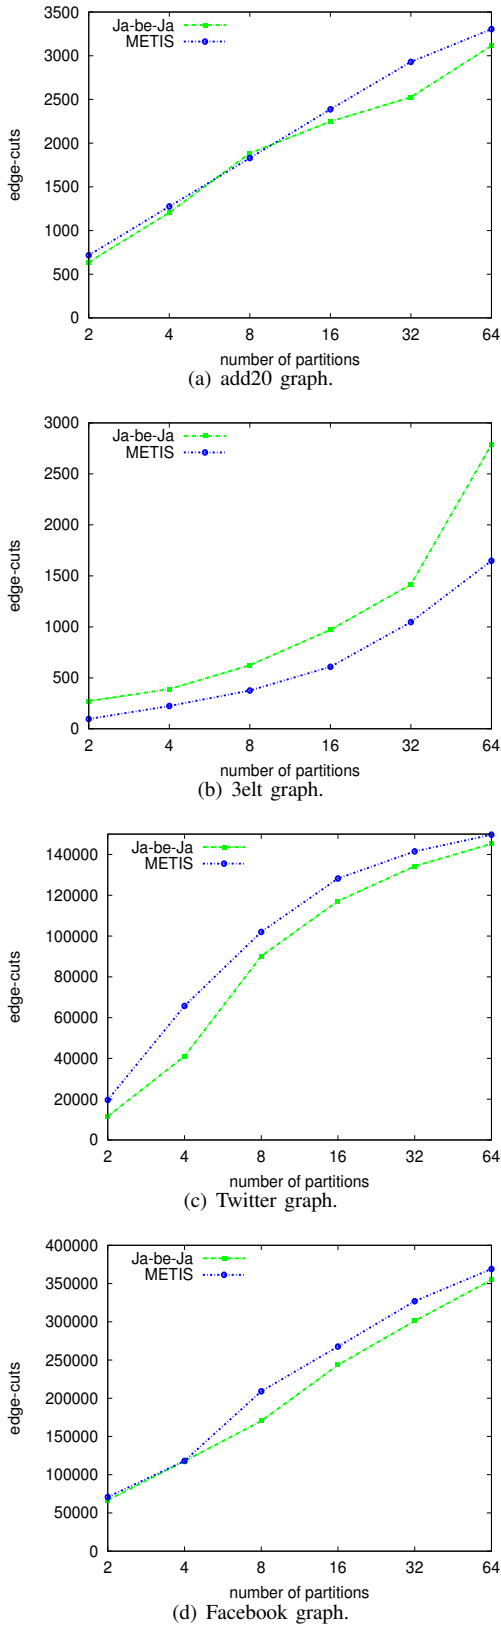 3500
3000
2500
2000
1500
1000
500
0
edge-cuts
Ja-be-Ja
METIS
2 4 8 16 32 64
number of partitions
(a) add20 graph.
3000
2500
2000
1500
1000
500
0
edge-cuts
Ja-be-Ja
METIS
2 4 8 16 32 64
number of partitions
(b) 3elt graph.
140000
120000
100000
80000
60000
40000
20000
0
edge-cuts
Ja-be-Ja
METIS
2 4 8 16 32 64
number of partitions
(c) Twitter graph.
400000
350000
300000
250000
200000
150000
100000
50000
0
edge-cuts
Ja-be-Ja
METIS
2 4 8 16 32 64
number of partitions
(d) Facebook graph.